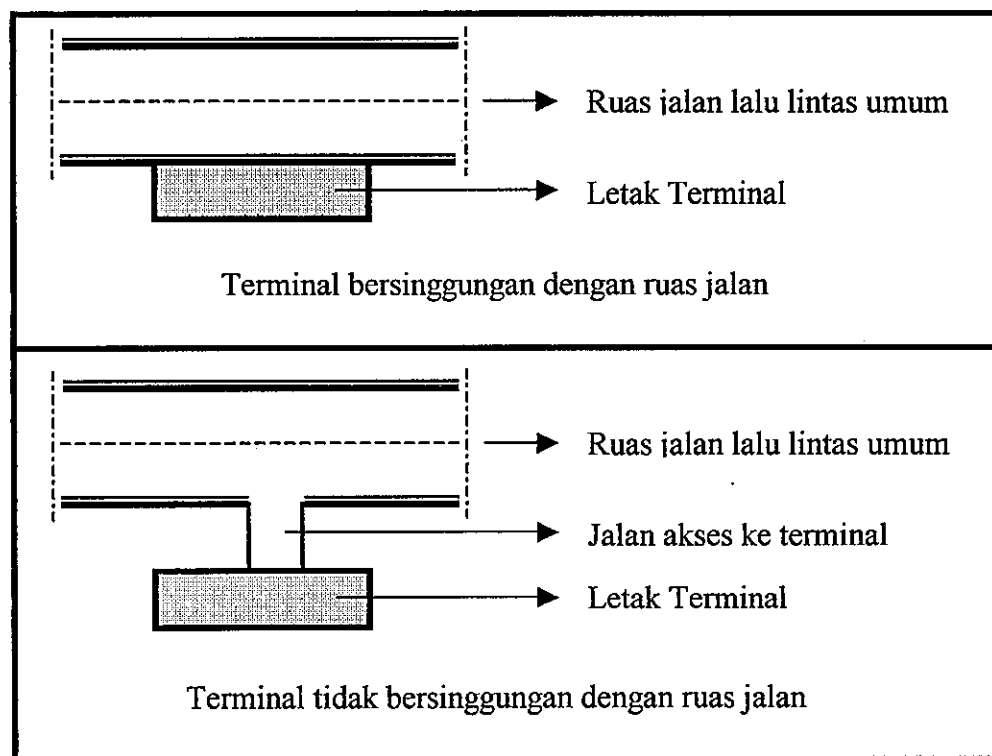 Ruas jalan lalu lintas umum
Letak Terminal
Terminal bersinggungan dengan ruas jalan
Ruas jalan lalu lintas umum
Jalan akses ke terminal
Letak Terminal
Terminal tidak bersinggungan dengan ruas jalan